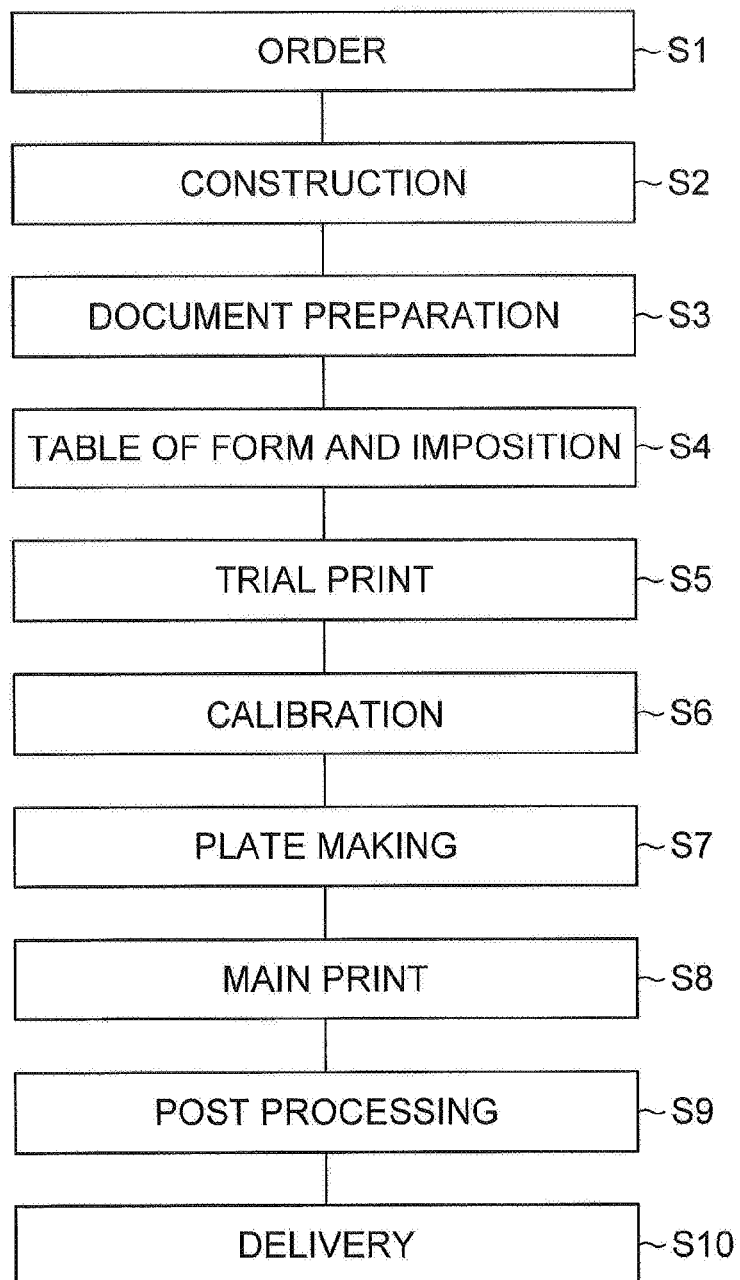 ORDER ~S1
CONSTRUCTION ~S2
DOCUMENT PREPARATION ~S3
TABLE OF FORM AND IMPOSITION ~S4
TRIAL PRINT ~S5
CALIBRATION ~S6
PLATE MAKING ~S7
MAIN PRINT ~S8
POST PROCESSING ~S9
DELIVERY ~S10